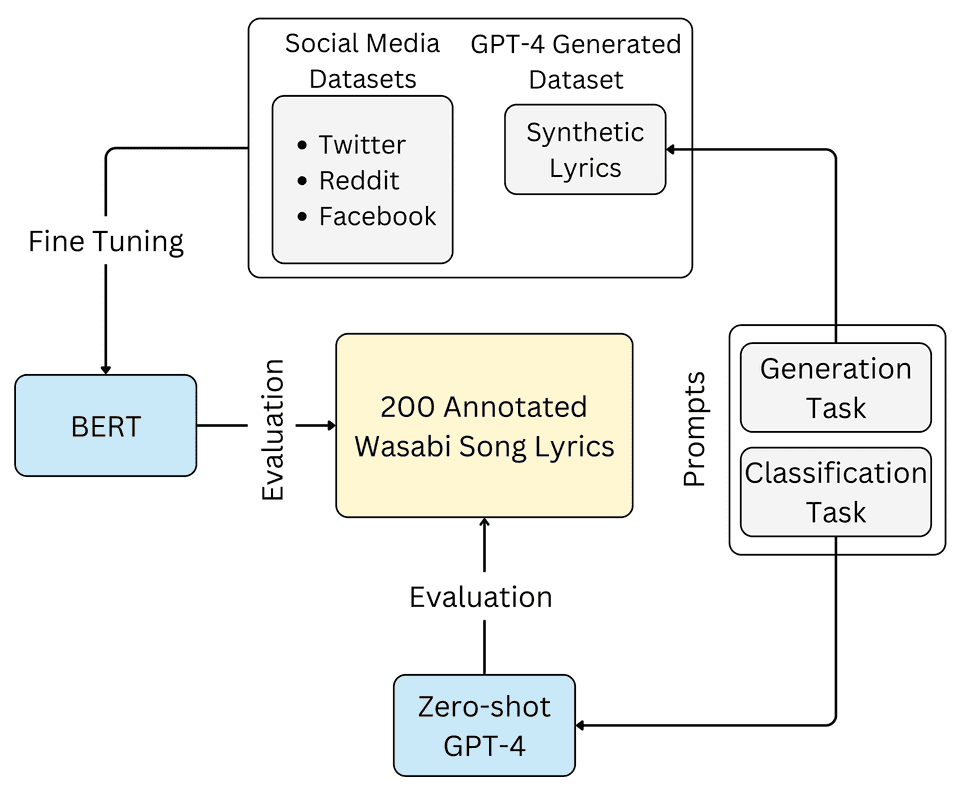 Social Media
Datasets
• Twitter
• Reddit
• Facebook
GPT-4 Generated
Dataset
Synthetic
Lyrics
Fine Tuning
BERT
Evaluation
200 Annotated
Wasabi Song Lyrics
Prompts
Generation
Task
Classification
Task
Evaluation
Zero-shot
GPT-4